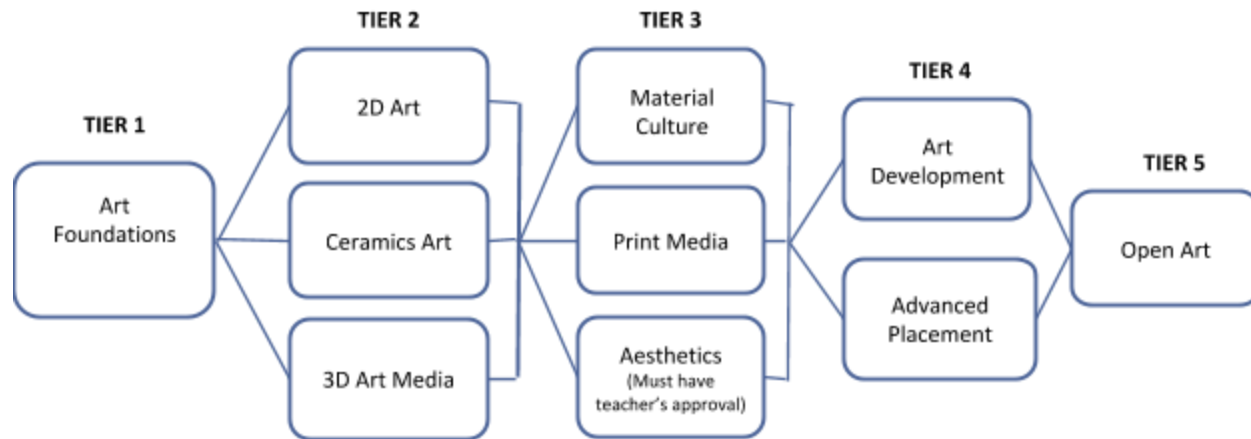 TIER 1
Art
Foundations
TIER 2
2D Art
Ceramics Art
3D Art Media
TIER 3
Material
Culture
Print Media
Aesthetics
(Must have
teacher’s approval)
TIER 4
Art
Development
Advanced
Placement
TIER 5
Open Art